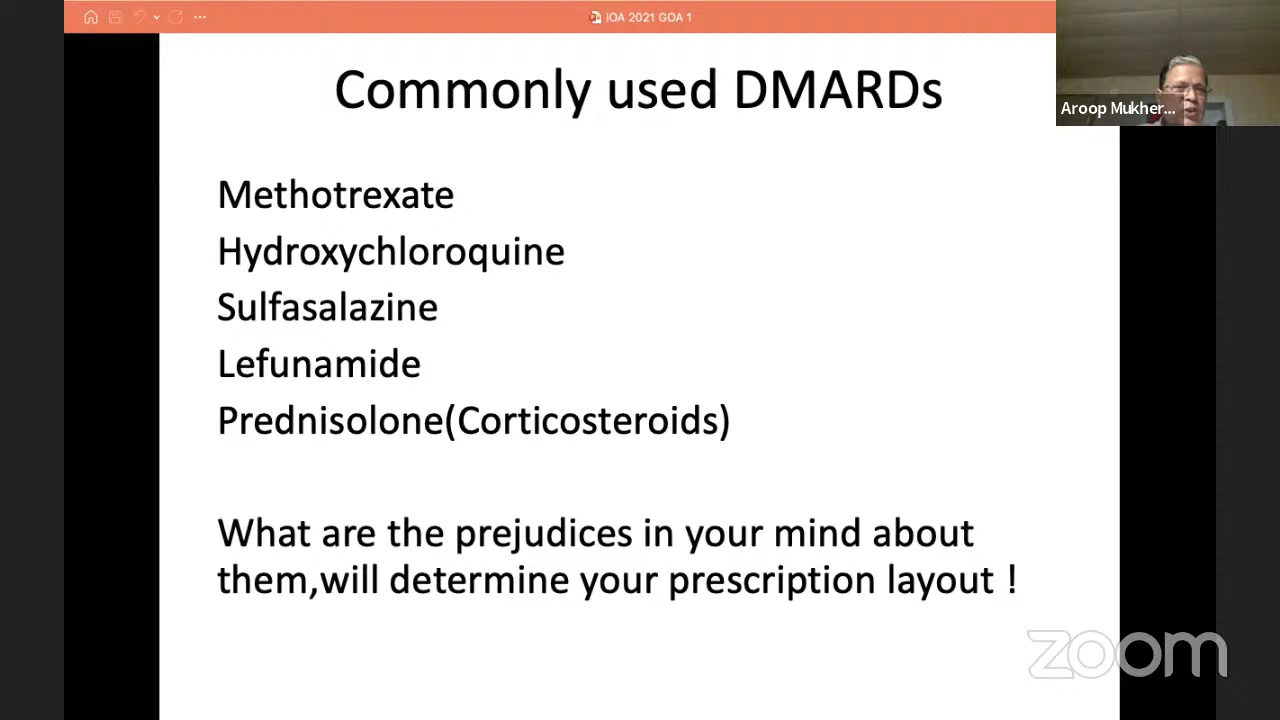 IOA 2021 GOA 1
Commonly used DMARDs
Aroop Mukher...
Methotrexate
Hydroxychloroquine
Sulfasalazine
Lefunamide
Prednisolone(Corticosteroids)
What are the prejudices in your mind about
them,will determine your prescription layout !
zoom